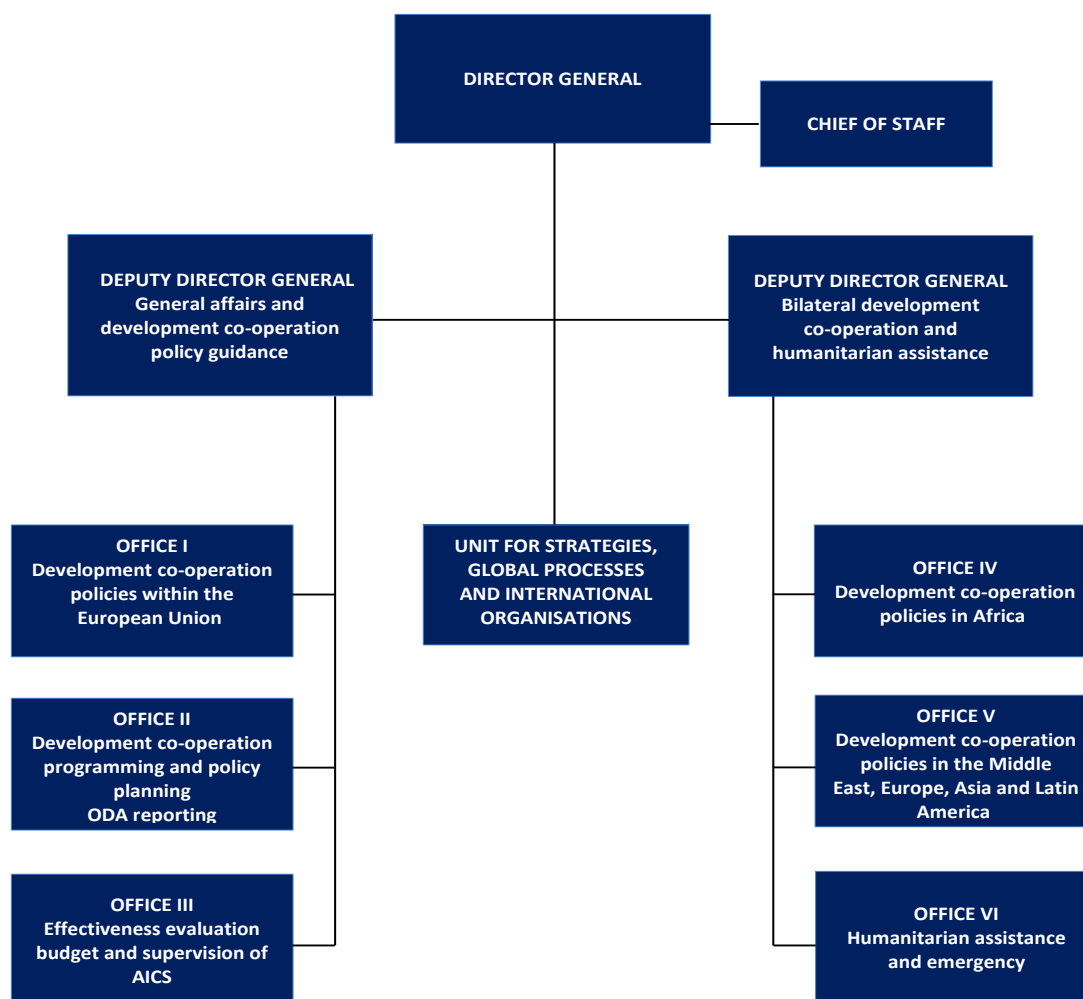 DIRECTOR GENERAL
CHIEF OF STAFF
DEPUTY DIRECTOR GENERAL
General affairs and
development co-operation
policy guidance
DEPUTY DIRECTOR GENERAL
Bilateral development
co-operation and
humanitarian assistance
OFFICE I
Development co-operation
policies within the
European Union
UNIT FOR STRATEGIES,
GLOBAL PROCESSES
AND INTERNATIONAL
ORGANISATIONS
OFFICE IV
Development co-operation
policies in Africa
OFFICE II
Development co-operation
programming and policy
planning
ODA reporting
OFFICE V
Development co-operation
policies in the Middle
East, Europe, Asia and Latin
America
OFFICE III
Effectiveness evaluation
budget and supervision of
AICS
OFFICE VI
Humanitarian assistance
and emergency